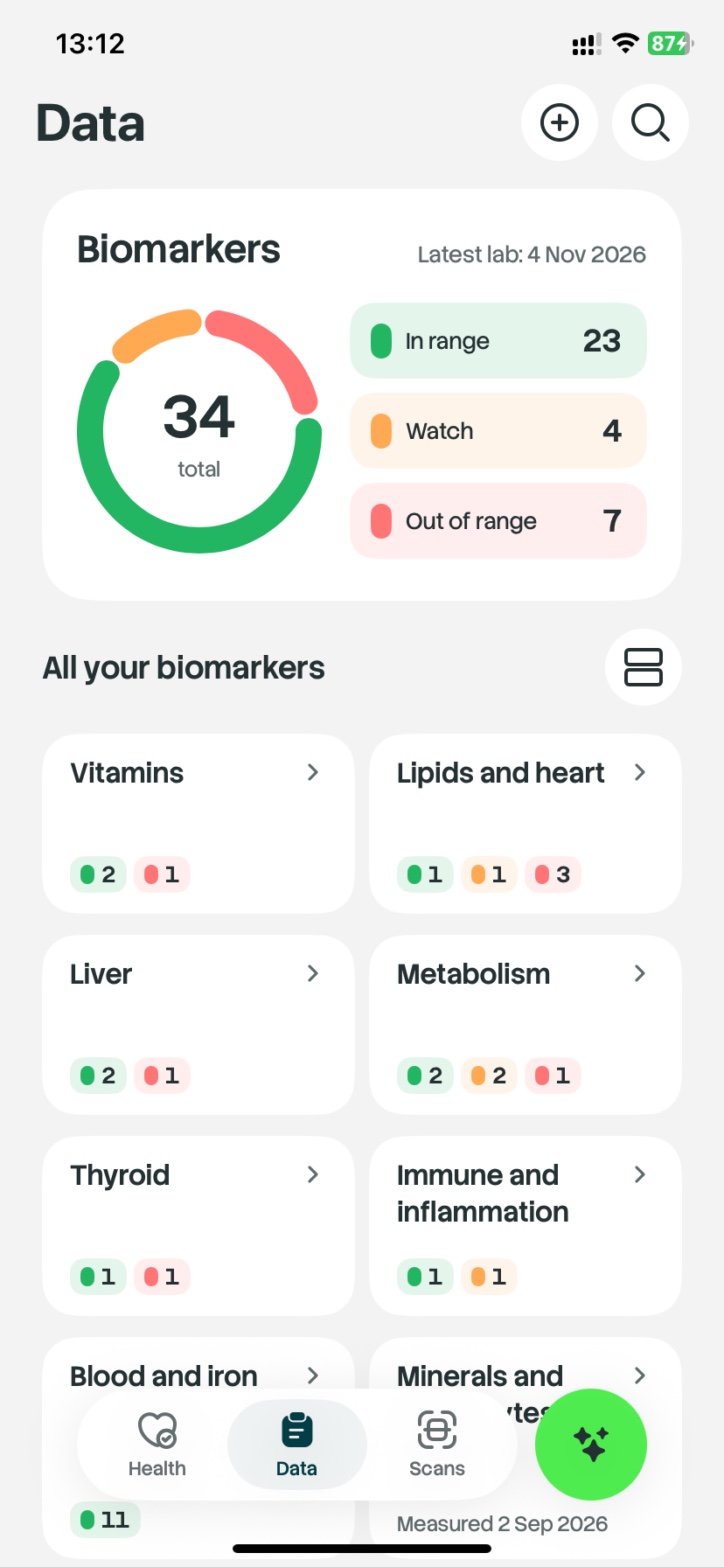 13:12
87
Data
Biomarkers
Latest lab: 4 Nov 2026
34
total
In range 23
Watch 4
Out of range 7
All your biomarkers
Vitamins
2 1
Lipids and heart
1 1 3
Liver
2 1
Metabolism
2 2 1
Thyroid
1 1
Immune and
inflammation
1 1
Blood and iron
11
Minerals and
Measured 2 Sep 2026
Health
Data
Scans